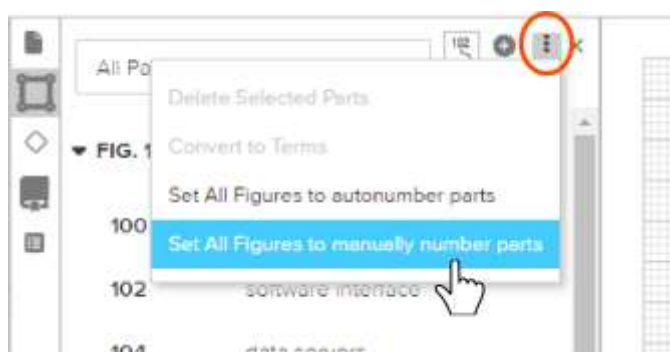 102
All Pa
Delete Selected Parts
Convert to Terms
FIG. 1
Set All Figures to autonumber parts
100
Set All Figures to manually number parts
102 software interface
104 data servers